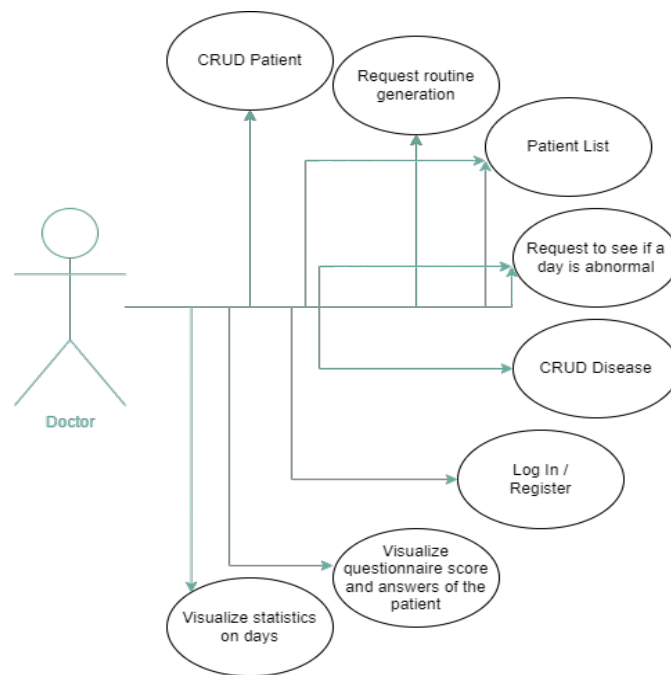 CRUD Patient
Request routine
generation
Patient List
Request to see if a
day is abnormal
CRUD Disease
Doctor
Log In /
Register
Visualize
questionnaire score
and answers of the
patient
Visualize statistics
on days